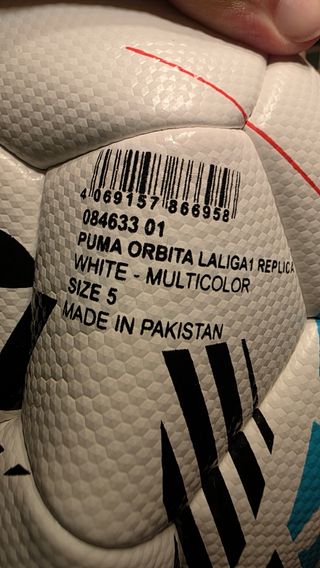 4 069157 866958
084633 01
PUMA ORBITA LALIGA1 REPLICA
WHITE - MULTICOLOR
SIZE 5
MADE IN PAKISTAN